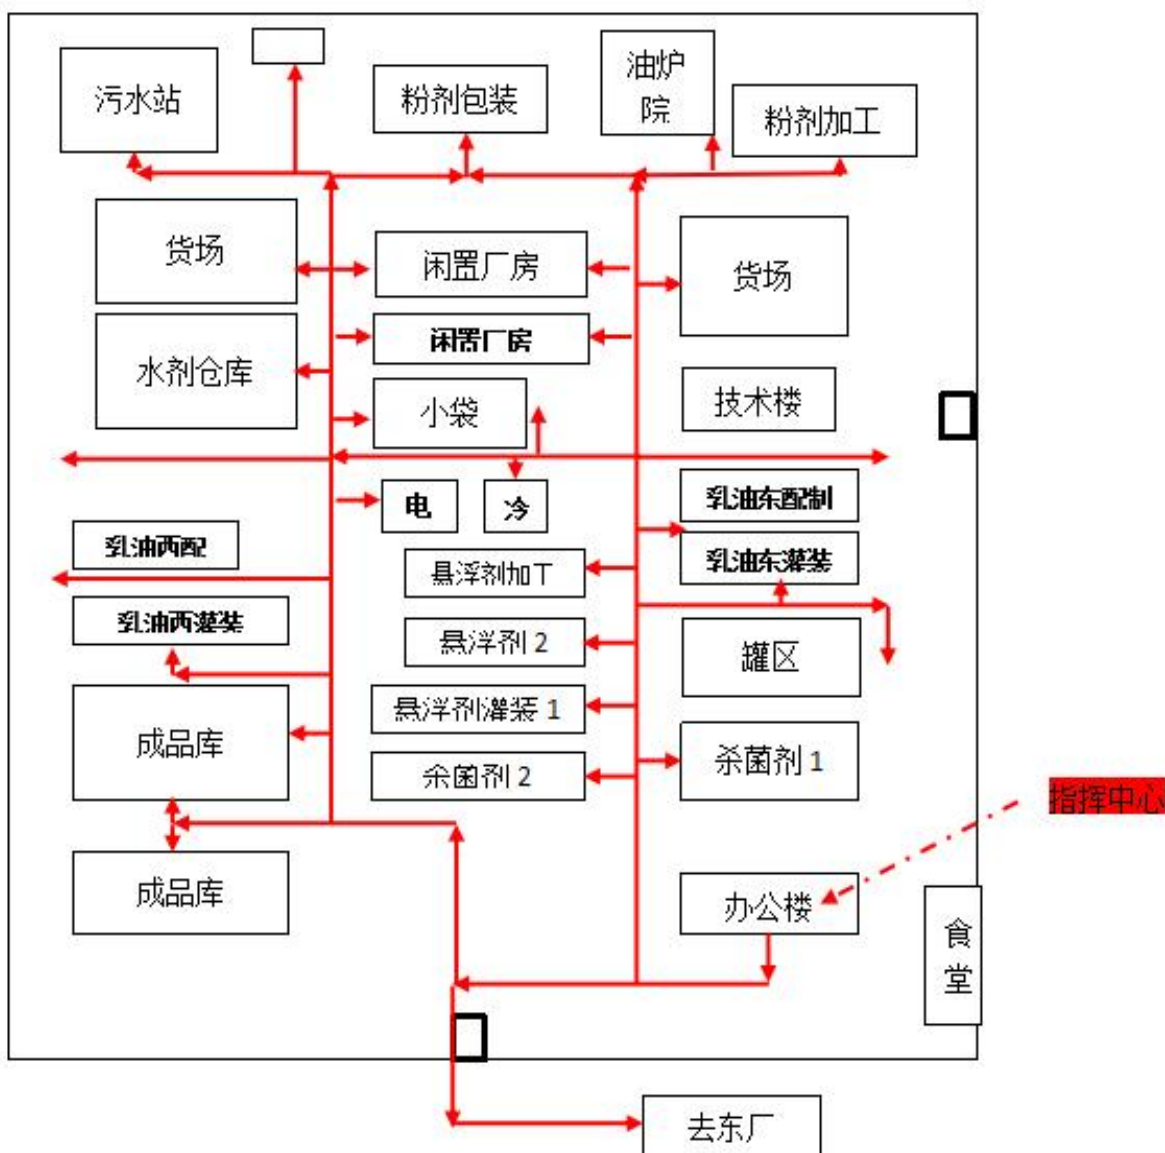 油炉
院
污水站
粉剂包装
粉剂加工
货场
闲置厂房
货场
闲置厂房
水剂仓库
小袋
技术楼
电
冷
乳油东配制
乳油西配
乳油东灌装
悬浮剂加工
乳油西灌装
悬浮剂 2
罐区
悬浮剂灌装 1
成品库
杀菌剂 2
杀菌剂 1
指挥中心
成品库
办公楼
食
堂
去东厂